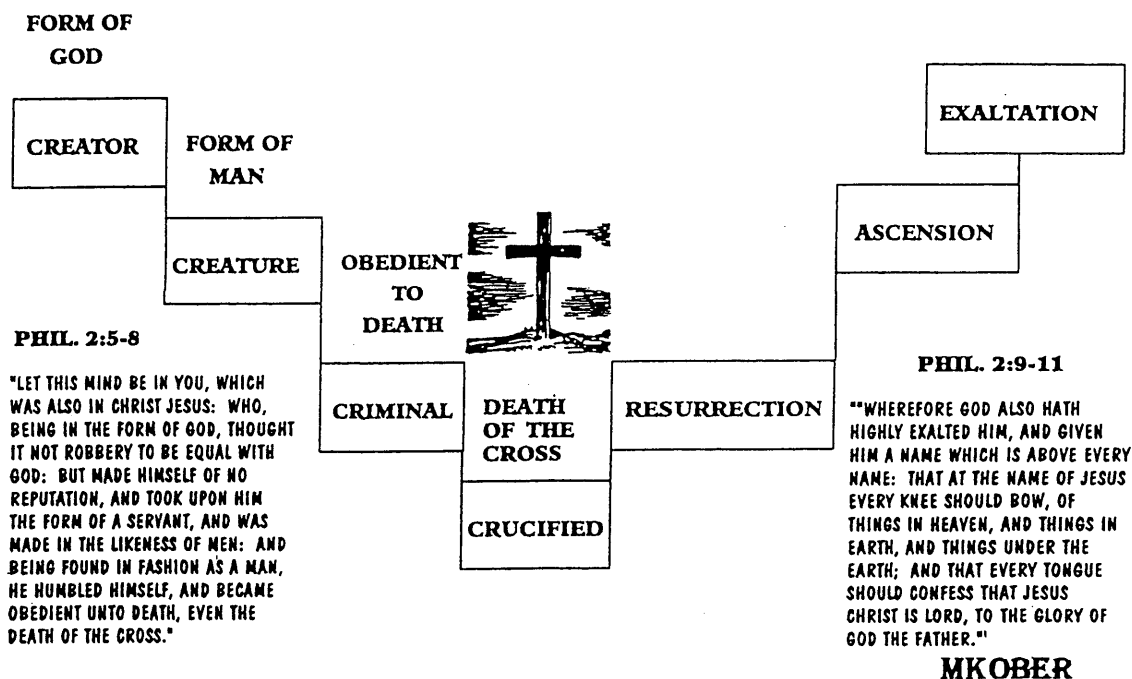 FORM OF
GOD
CREATOR
FORM OF
MAN
CREATURE
OBEDIENT
TO
DEATH
CRIMINAL
DEATH
OF THE
CROSS
CRUCIFIED
RESURRECTION
ASCENSION
EXALTATION
PHIL. 2:5-8
"LET THIS MIND BE IN YOU, WHICH
WAS ALSO IN CHRIST JESUS: WHO,
BEING IN THE FORM OF GOD, THOUGHT
IT NOT ROBBERY TO BE EQUAL WITH
GOD: BUT MADE HIMSELF OF NO
REPUTATION, AND TOOK UPON HIM
THE FORM OF A SERVANT, AND WAS
MADE IN THE LIKENESS OF MEN: AND
BEING FOUND IN FASHION AS A MAN,
HE HUMBLED HIMSELF, AND BECAME
OBEDIENT UNTO DEATH, EVEN THE
DEATH OF THE CROSS."
PHIL. 2:9-11
""WHEREFORE GOD ALSO HATH
HIGHLY EXALTED HIM, AND GIVEN
HIM A NAME WHICH IS ABOVE EVERY
NAME: THAT AT THE NAME OF JESUS
EVERY KNEE SHOULD BOW, OF
THINGS IN HEAVEN, AND THINGS IN
EARTH, AND THINGS UNDER THE
EARTH; AND THAT EVERY TONGUE
SHOULD CONFESS THAT JESUS
CHRIST IS LORD, TO THE GLORY OF
GOD THE FATHER."'
MKOBER